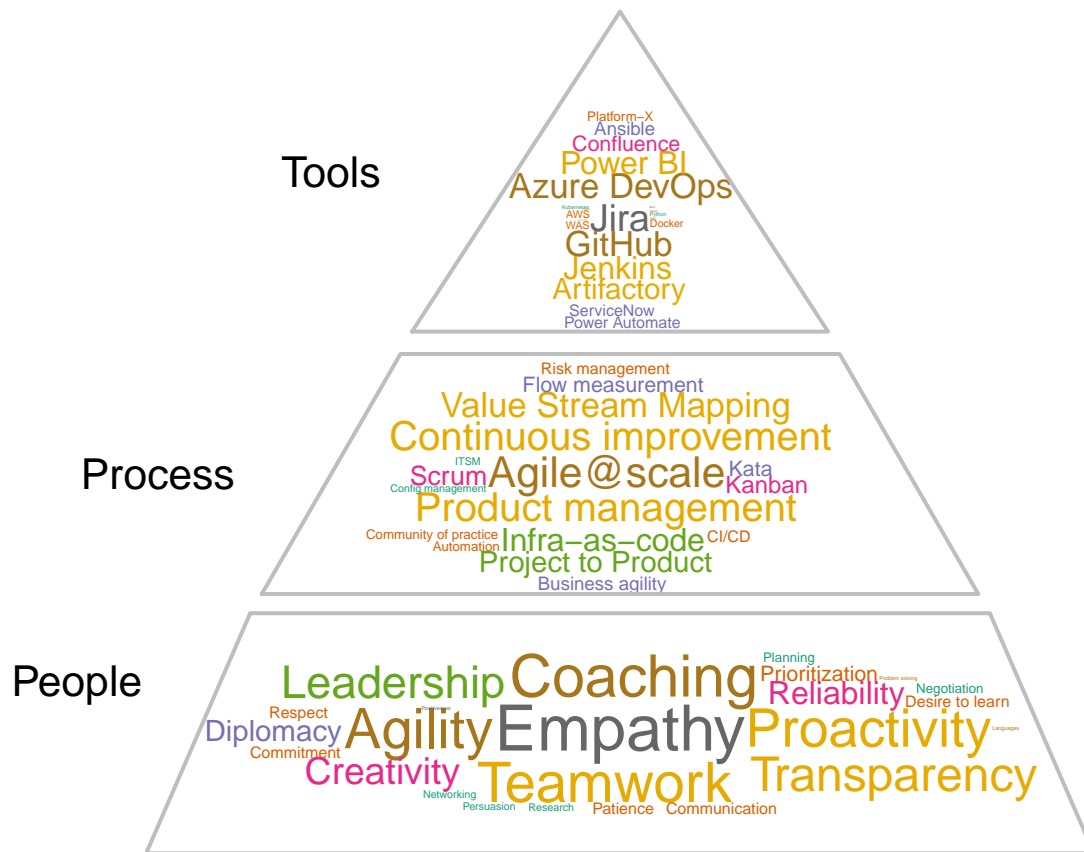 Platform–X
Ansible
Confluence
Power BI
Tools
Azure DevOps
Kubernetes
AWS
WAS
Jira
Python
Docker
GitHub
Jenkins
Artifactory
ServiceNow
Power Automate
Risk management
Flow measurement
Value Stream Mapping
Continuous improvement
Process
ITSM
Scrum
Config management
Agile@scale
Kata
Kanban
Product management
Community of practice
Automation
Infra–as–code
CI/CD
Project to Product
Business agility
People
Leadership
Coaching
Planning
Prioritization
Problem solving
Reliability
Negotiation
Desire to learn
Respect
Diplomacy
Commitment
Agility
Empathy
Proactivity
Languages
Creativity
Teamwork
Transparency
Networking
Persuasion
Research
Patience
Communication